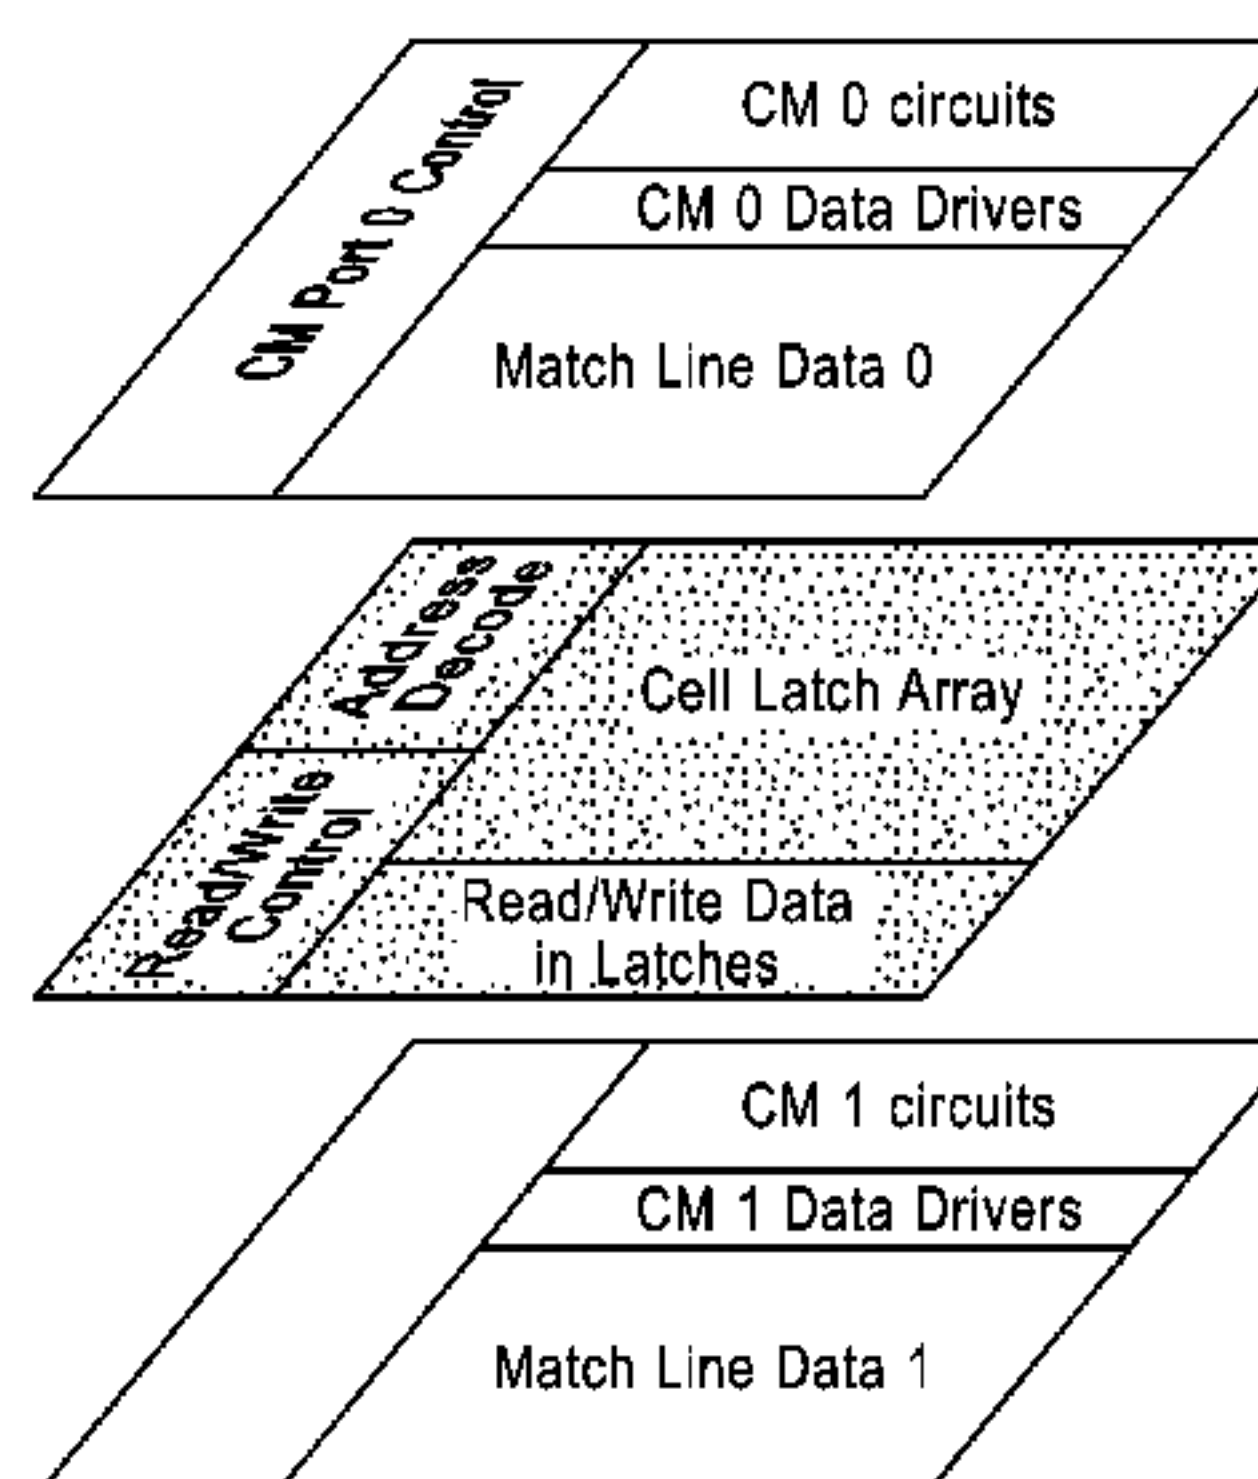 CM Port 0 Control
CM 0 circuits
CM 0 Data Drivers
Match Line Data 0
Address
Decode
Cell Latch Array
Read/Write
Control
Read/Write Data
in Latches
CM 1 circuits
CM 1 Data Drivers
Match Line Data 1